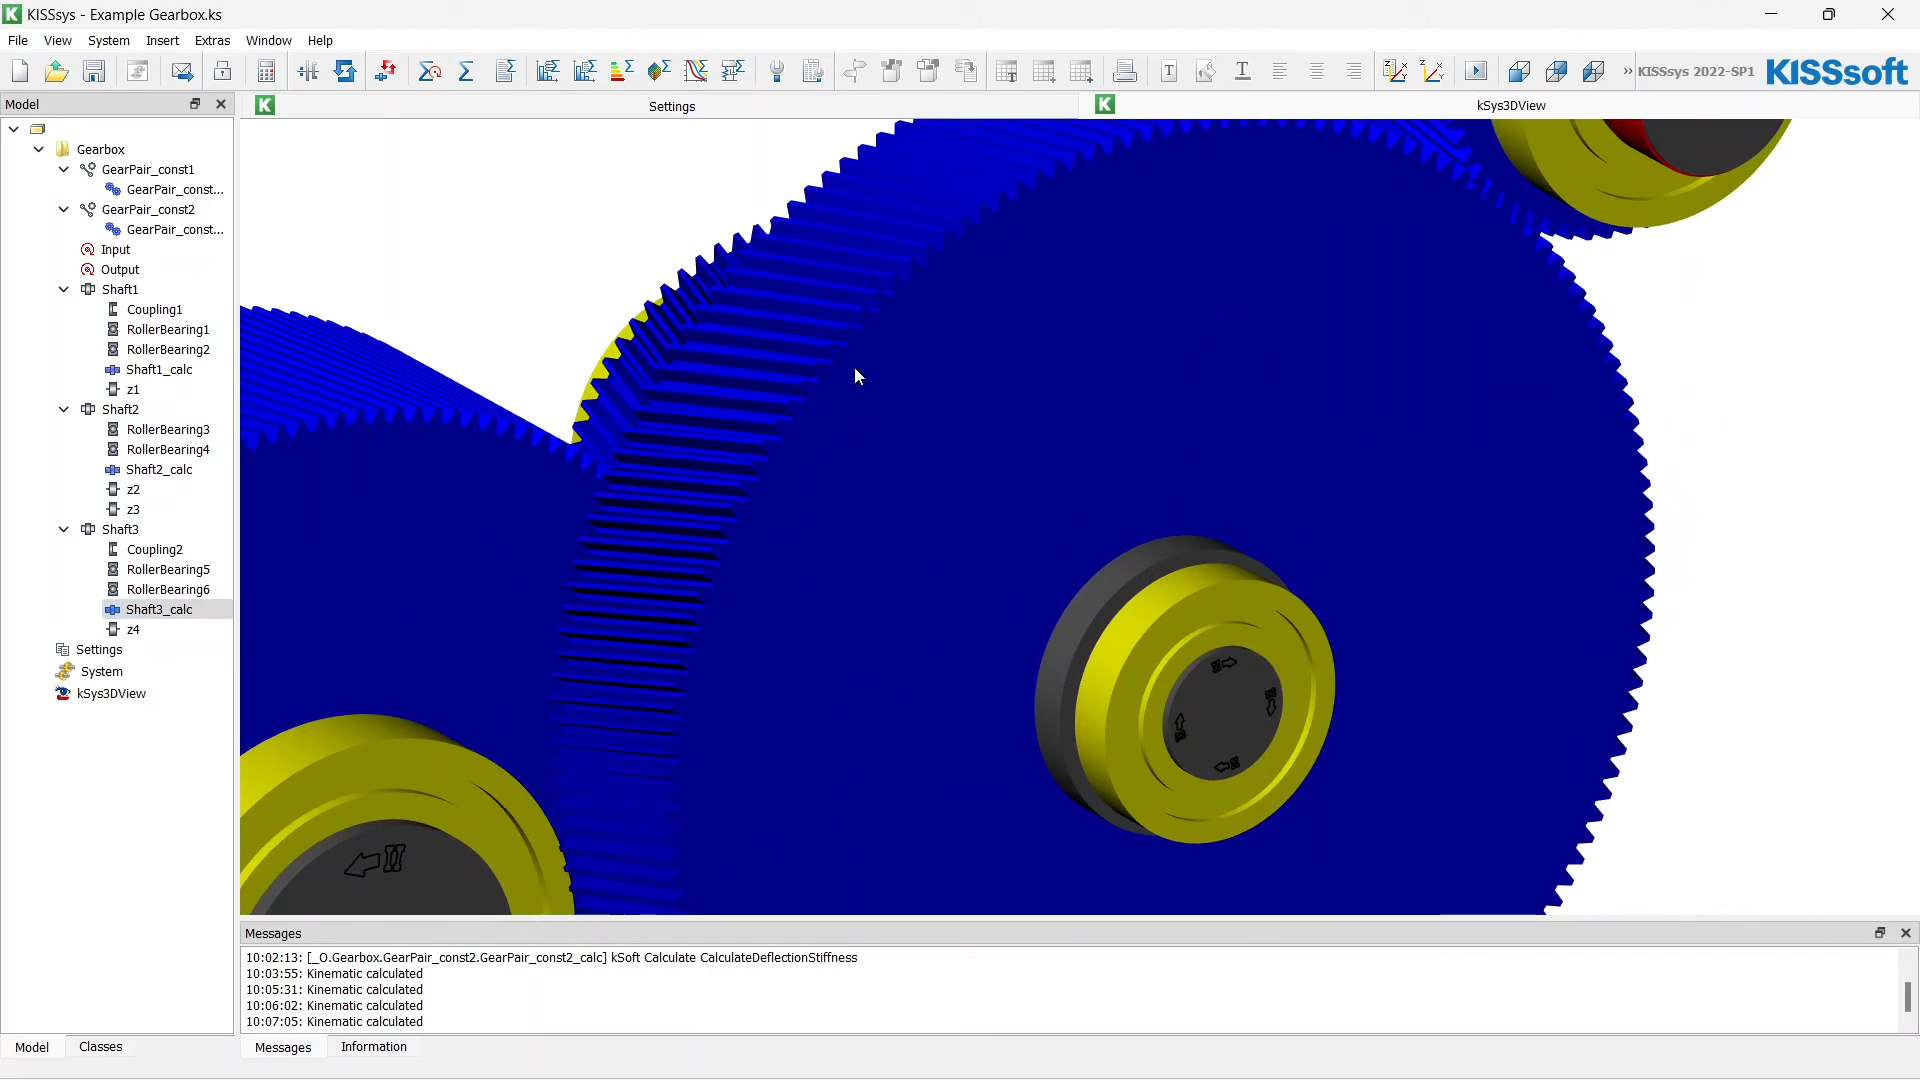 KISSsys - Example Gearbox.ks
File View System Insert Extras Window Help
KISSsys 2022-SP1 KISSsoft
Model
Settings
kSys3DView
Gearbox
GearPair_const1
GearPair_const...
GearPair_const2
GearPair_const...
Input
Output
Shaft1
Coupling1
RollerBearing1
RollerBearing2
Shaft1_calc
z1
Shaft2
RollerBearing3
RollerBearing4
Shaft2_calc
z2
z3
Shaft3
Coupling2
RollerBearing5
RollerBearing6
Shaft3_calc
z4
Settings
System
kSys3DView
Messages
10:02:13: [_O.Gearbox.GearPair_const2.GearPair_const2_calc] kSoft Calculate CalculateDeflectionStiffness
10:03:55: Kinematic calculated
10:05:31: Kinematic calculated
10:06:02: Kinematic calculated
10:07:05: Kinematic calculated
Model Classes
Messages Information